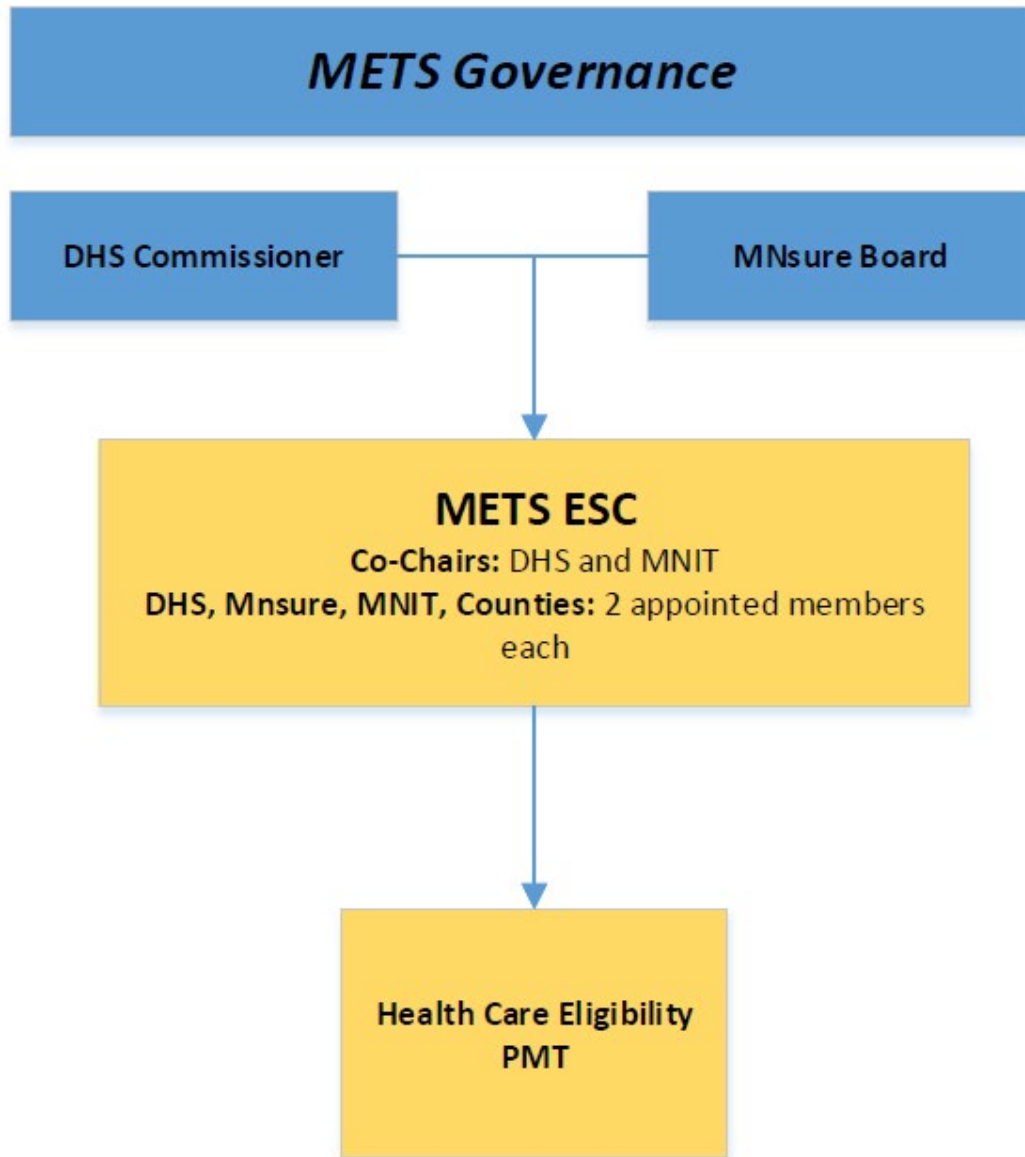 METS Governance
DHS Commissioner
MNsure Board
METS ESC
Co-Chairs: DHS and MNIT
DHS, Mnsure, MNIT, Counties: 2 appointed members
each
Health Care Eligibility
PMT